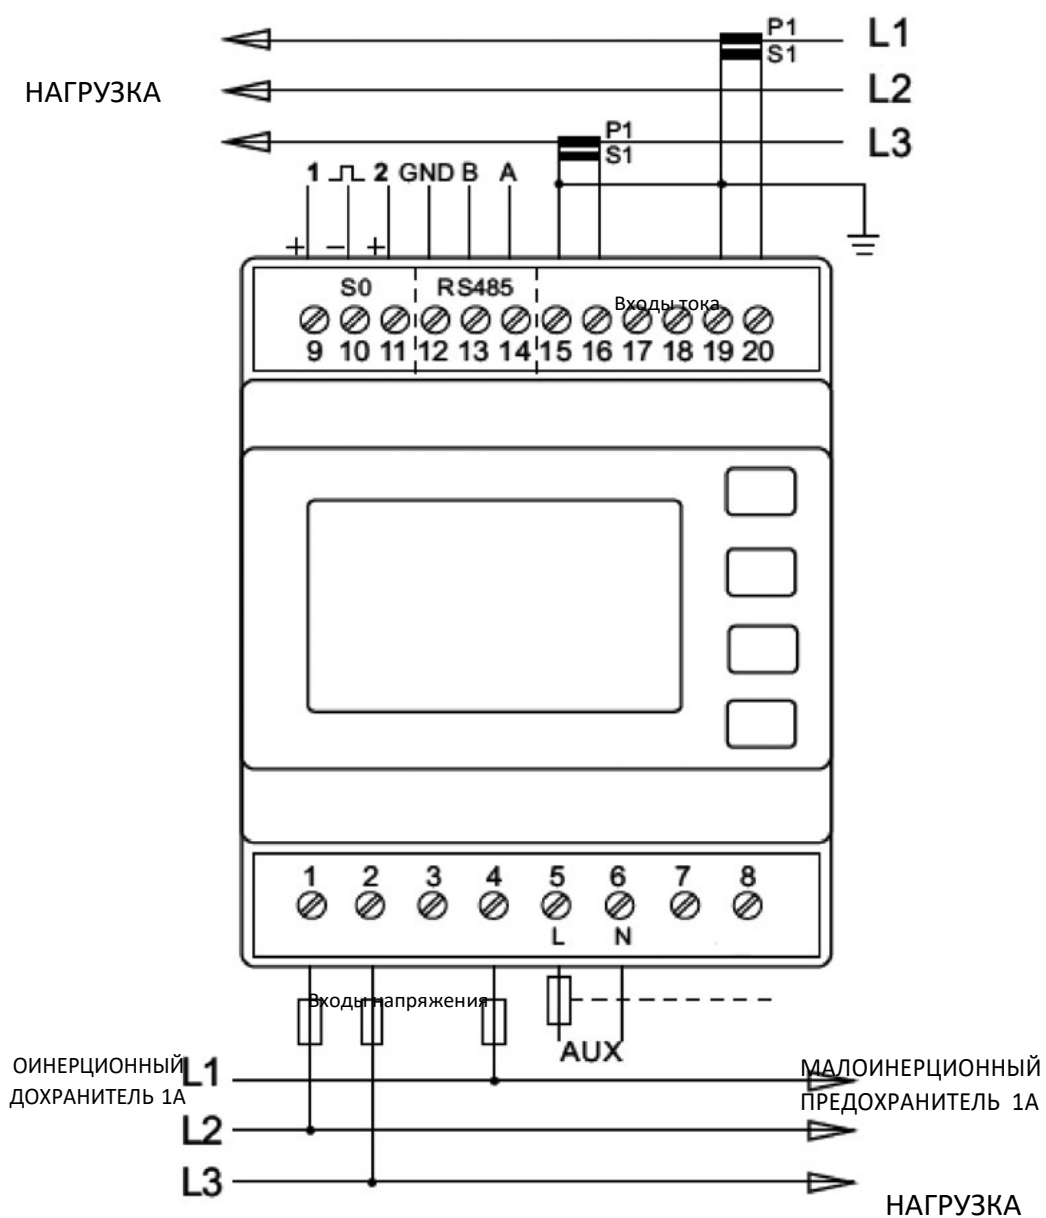 P1
L1
S1
НАГРУЗКА
L2
P1
L3
S1
1 2 GND B A
+ − +
S0 RS485
Входы тока
9 10 11 12 13 14 15 16 17 18 19 20
1 2 3 4 5 6 7 8
L N
Входы напряжения
AUX
ОИНЕРЦИОННЫЙ
ДОХРАНИТЕЛЬ 1А
L1
МАЛОИНЕРЦИОННЫЙ
ПРЕДОХРАНИТЕЛЬ 1А
L2
L3
НАГРУЗКА